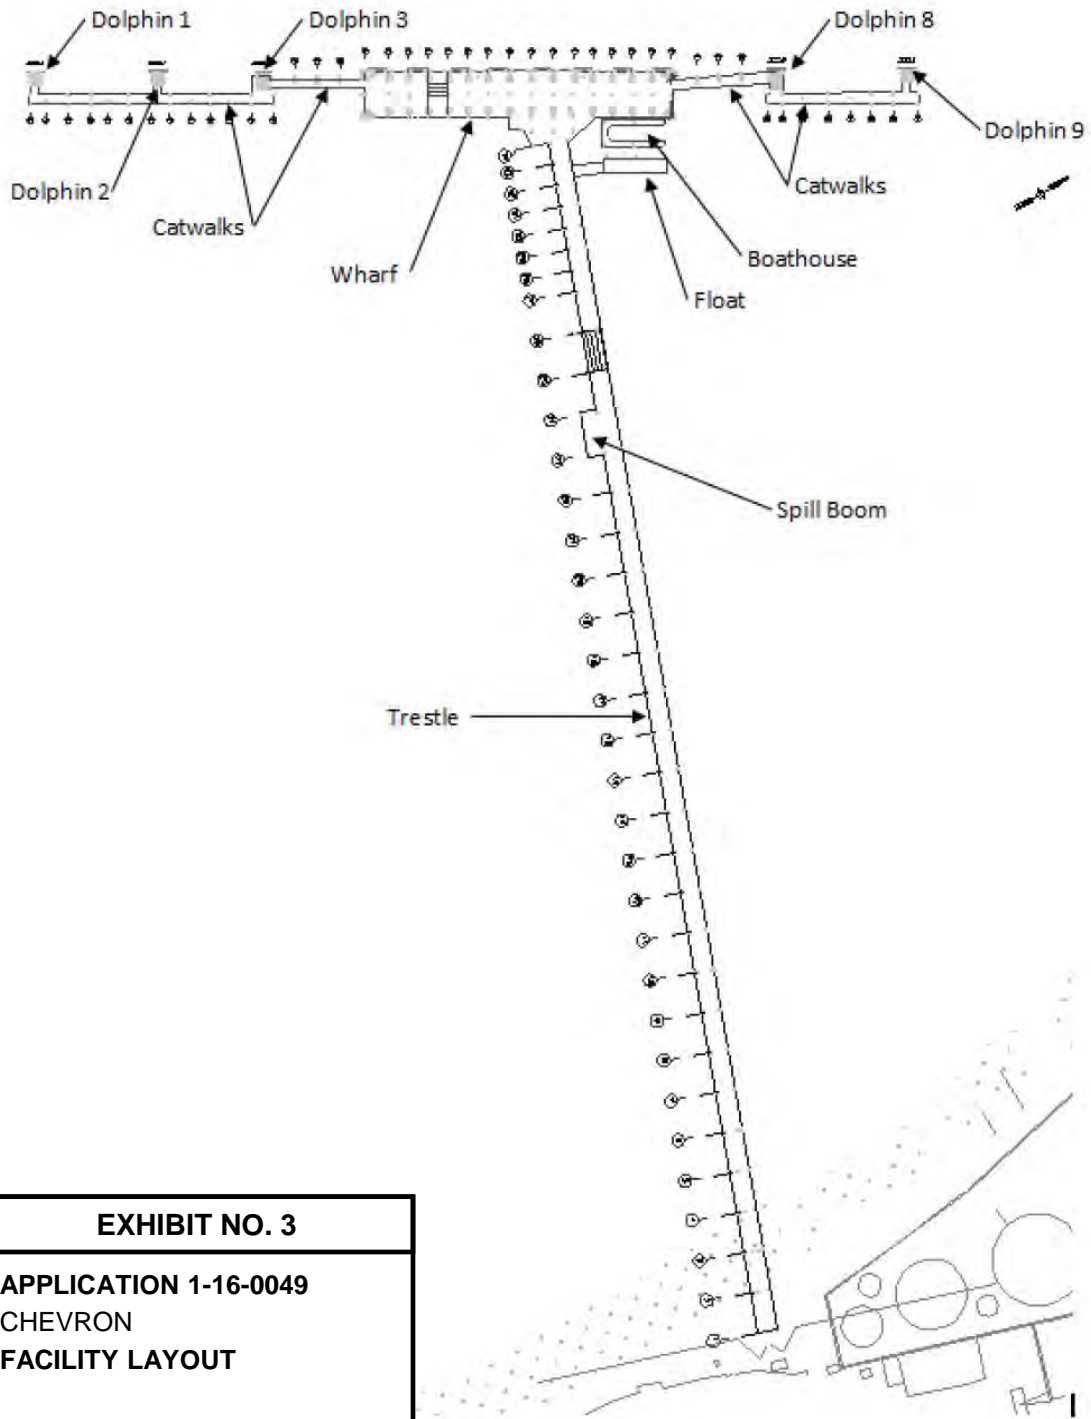 Dolphin 1
Dolphin 3
Dolphin 8
Dolphin 9
Dolphin 2
Catwalks
Catwalks
Wharf
Boathouse
Float
Spill Boom
Trestle
EXHIBIT NO. 3
APPLICATION 1-16-0049
CHEVRON
FACILITY LAYOUT